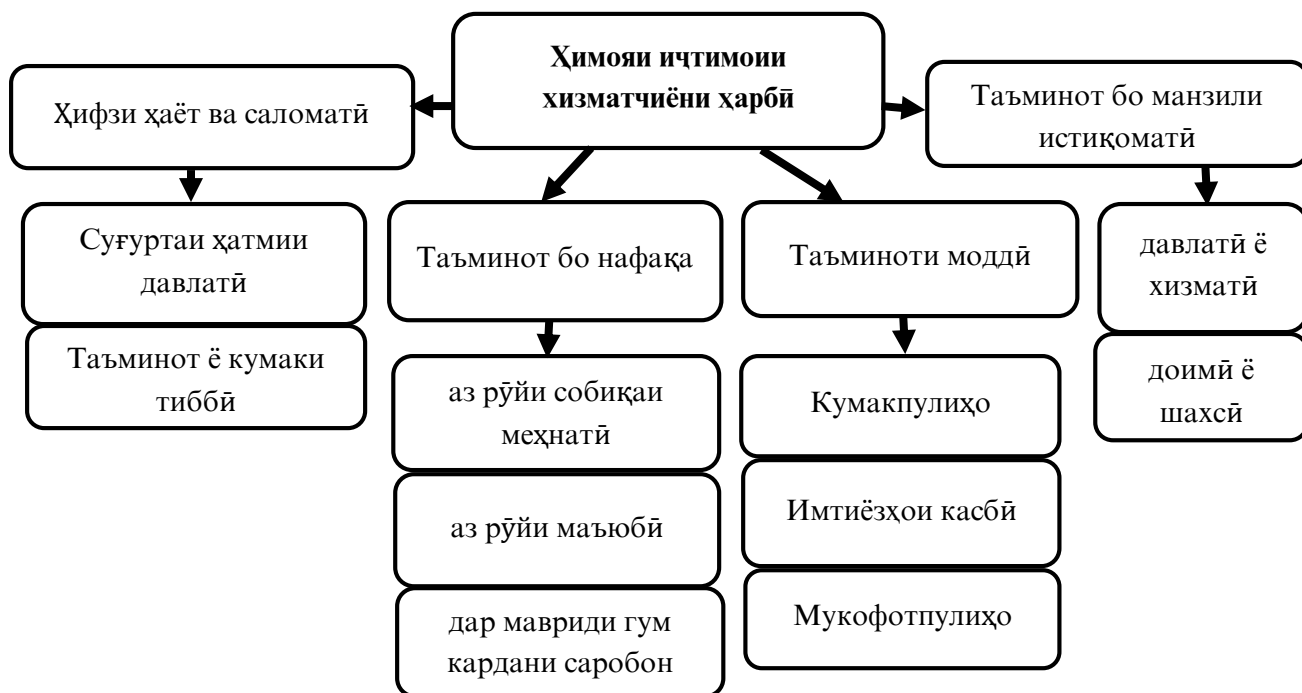 Ҳимояи иҷтимоии
хизматчиёни ҳарбӣ
Ҳифзи ҳаёт ва саломатӣ
Таъминот бо манзили
истиқоматӣ
Суғуртаи ҳатмии
давлатӣ
Таъминот ё кумаки
тиббӣ
Таъминот бо нафақа
аз рӯйи собиқаи
меҳнатӣ
аз рӯйи маъюбӣ
дар мавриди гум
кардани саробон
Таъминоти моддӣ
Кумакпулиҳо
Имтиёзҳои касбӣ
Мукофотпулиҳо
давлатӣ ё
хизматӣ
доимӣ ё
шахсӣ